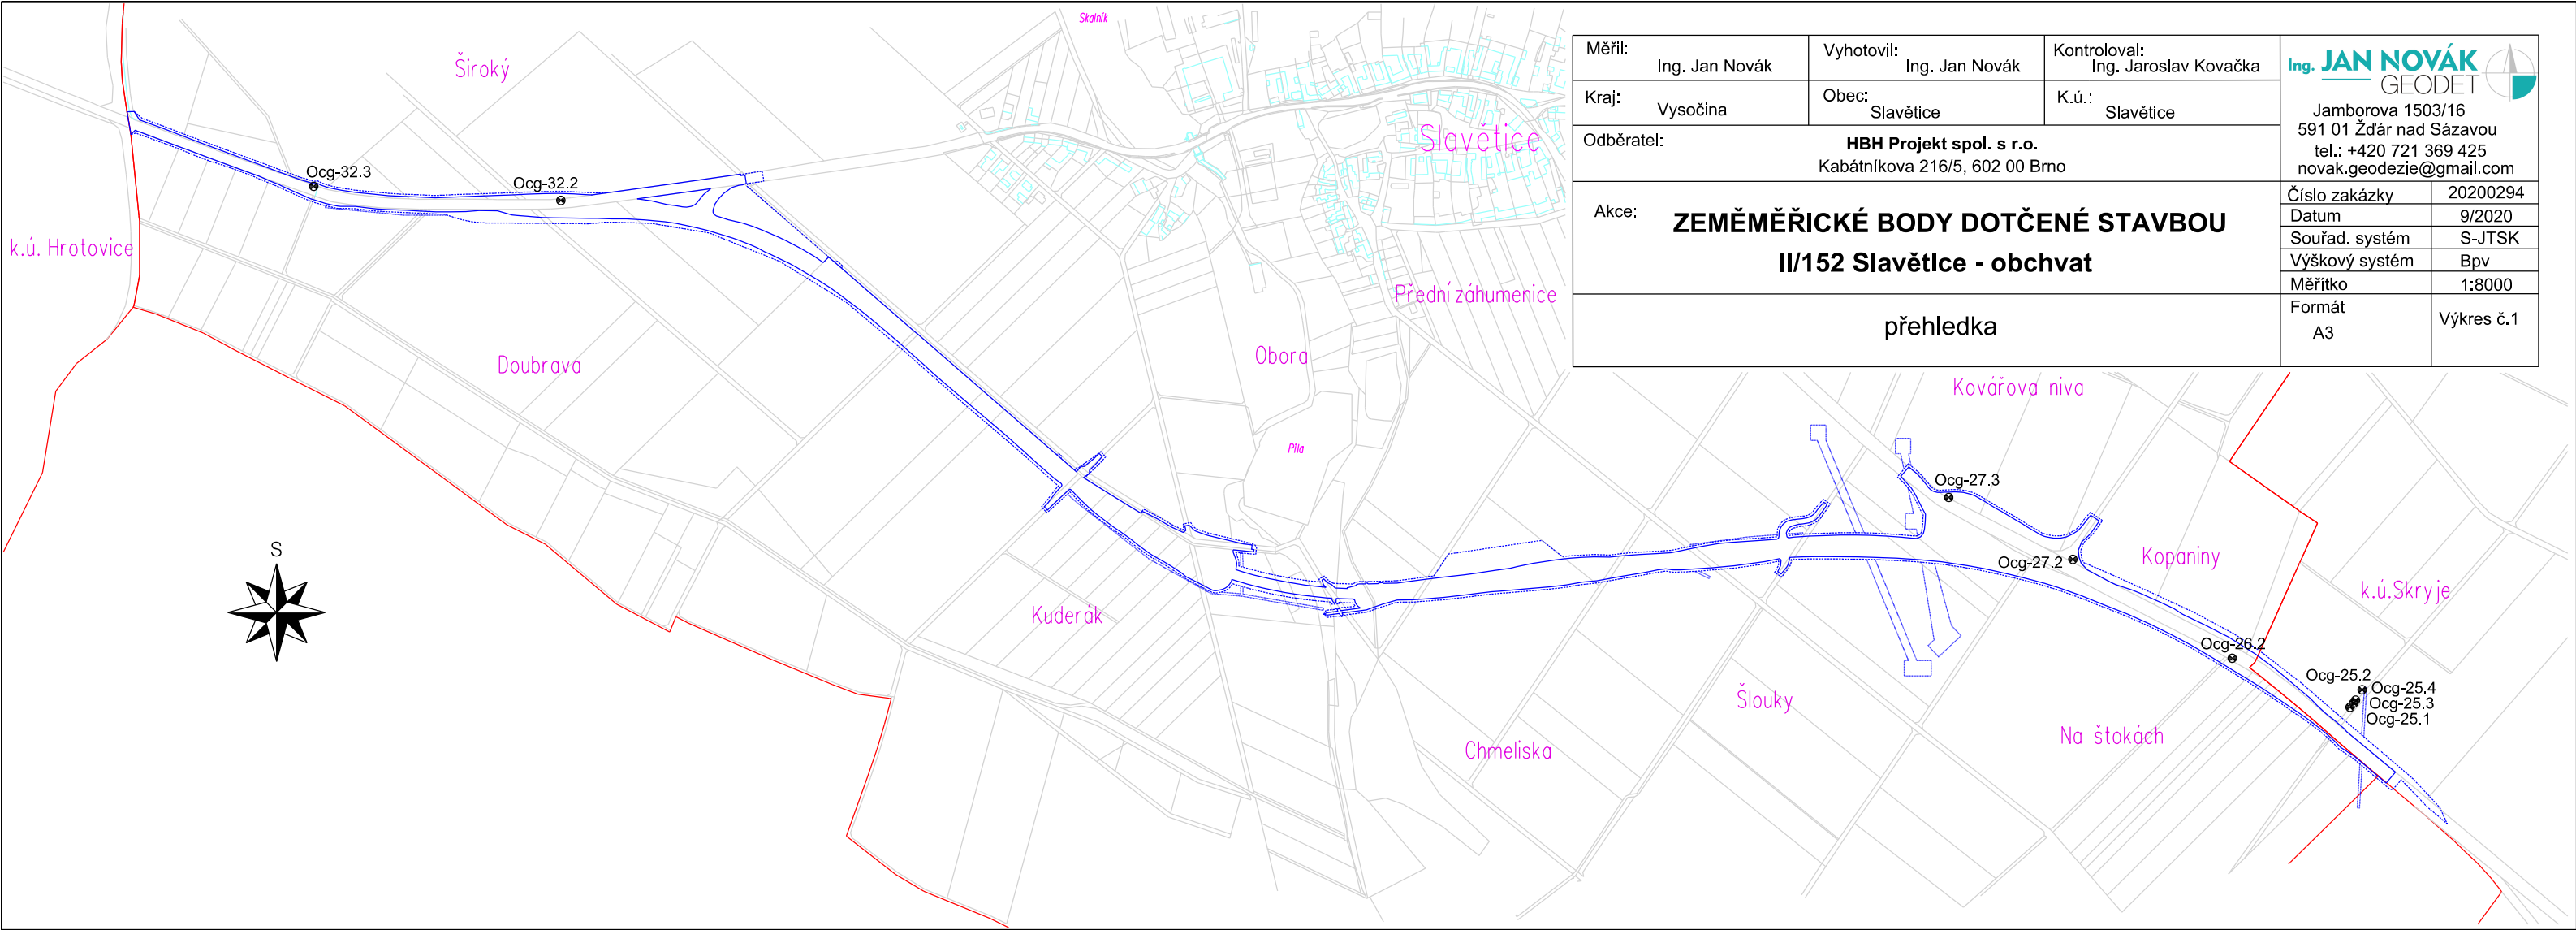 Skalník
Široký
Slavětice
k.ú. Hrotovice
Ocg-32.3
Ocg-32.2
Přední záhumenice
Doubrava
Obora
Pila
Kovářova niva
Ocg-27.3
Ocg-27.2
Kopaniny
k.ú.Skryje
S
Kuderák
Ocg-26.2
Ocg-25.2
Ocg-25.4
Ocg-25.3
Ocg-25.1
Šlouky
Na štokách
Chmeliska
Měřil:
Ing. Jan Novák
Vyhotovil:
Ing. Jan Novák
Kontroloval:
Ing. Jaroslav Kovačka
Kraj:
Vysočina
Obec:
Slavětice
K.ú.:
Slavětice
Odběratel:
HBH Projekt spol. s r.o.
Kabátníkova 216/5, 602 00 Brno
Akce:
ZEMĚMĚŘICKÉ BODY DOTČENÉ STAVBOU
II/152 Slavětice - obchvat
přehledka
Ing. JAN NOVÁK
GEODET
Jamborova 1503/16
591 01 Žďár nad Sázavou
tel.: +420 721 369 425
novak.geodezie@gmail.com
Číslo zakázky 20200294
Datum 9/2020
Souřad. systém S-JTSK
Výškový systém Bpv
Měřítko 1:8000
Formát
A3
Výkres č.1